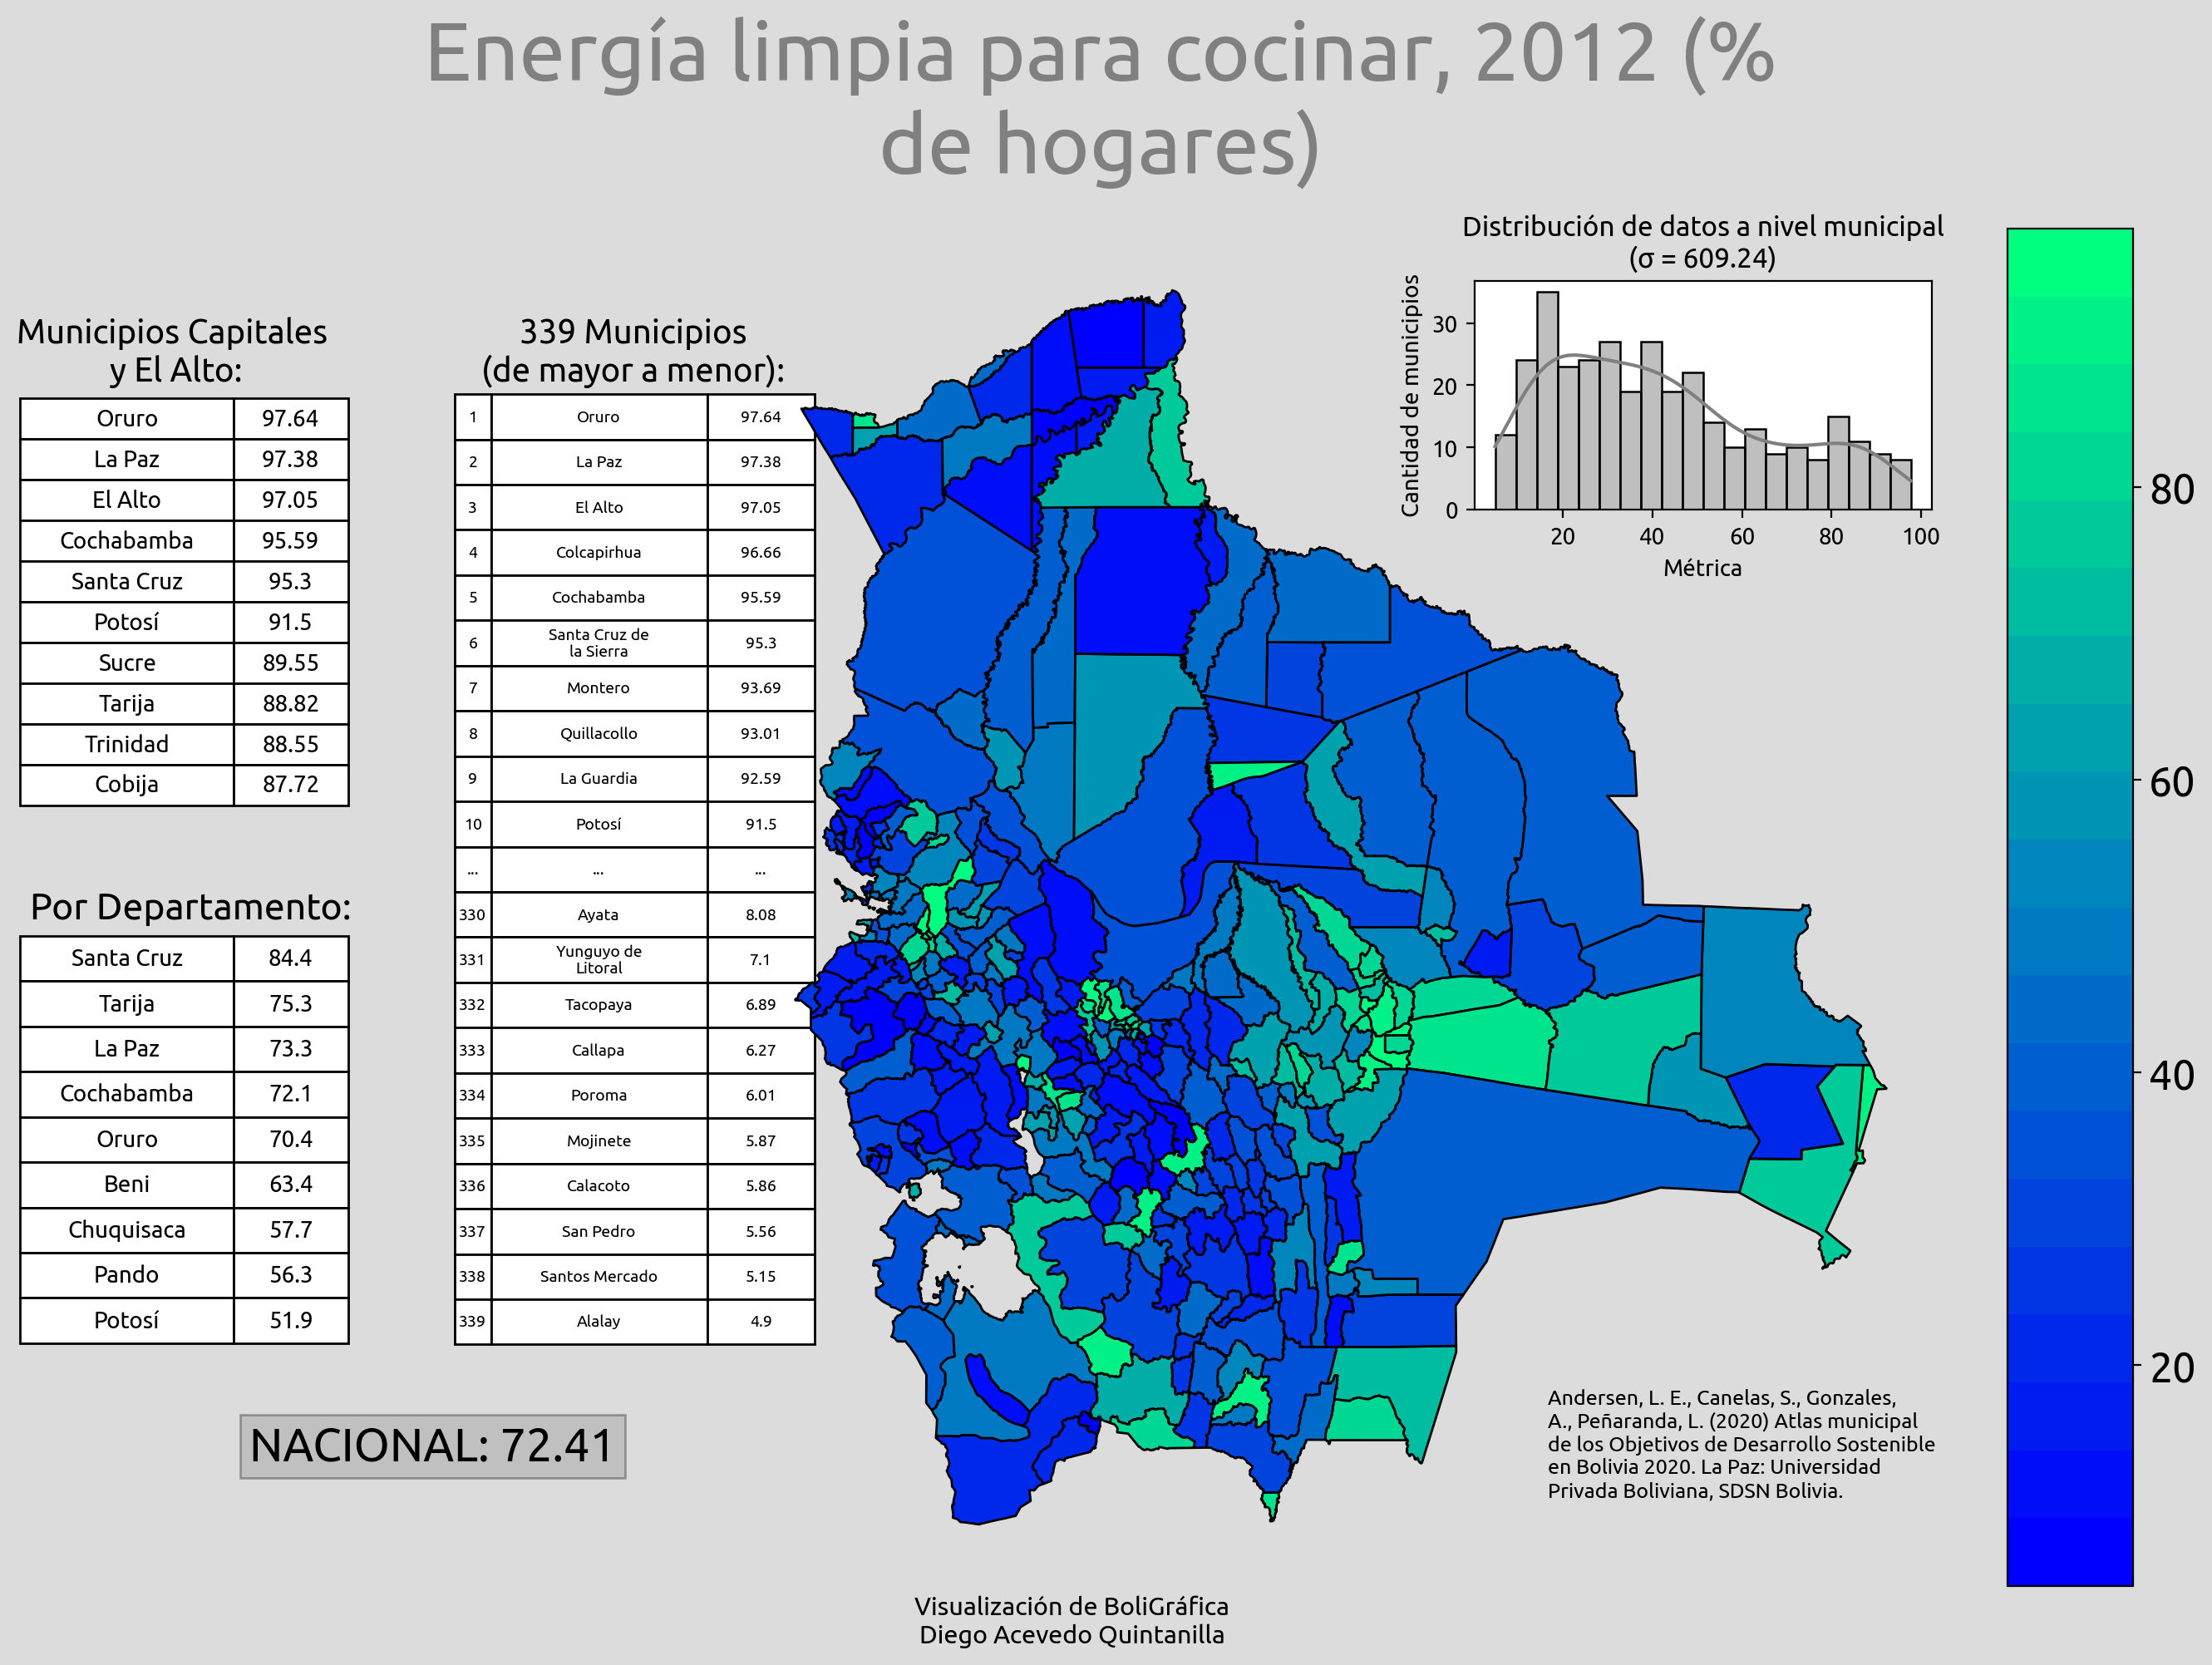 Energía limpia para cocinar, 2012 (%
de hogares)
Municipios Capitales
y El Alto:
Oruro 97.64
La Paz 97.38
El Alto 97.05
Cochabamba 95.59
Santa Cruz 95.3
Potosí 91.5
Sucre 89.55
Tarija 88.82
Trinidad 88.55
Cobija 87.72
Por Departamento:
Santa Cruz 84.4
Tarija 75.3
La Paz 73.3
Cochabamba 72.1
Oruro 70.4
Beni 63.4
Chuquisaca 57.7
Pando 56.3
Potosí 51.9
NACIONAL: 72.41
339 Municipios
(de mayor a menor):
1 Oruro 97.64
2 La Paz 97.38
3 El Alto 97.05
4 Colcapirhua 96.66
5 Cochabamba 95.59
6 Santa Cruz de
la Sierra 95.3
7 Montero 93.69
8 Quillacollo 93.01
9 La Guardia 92.59
10 Potosí 91.5
... ... ...
330 Ayata 8.08
331 Yunguyo de
Litoral 7.1
332 Tacopaya 6.89
333 Callapa 6.27
334 Poroma 6.01
335 Mojinete 5.87
336 Calacoto 5.86
337 San Pedro 5.56
338 Santos Mercado 5.15
339 Alalay 4.9
Distribución de datos a nivel municipal
(σ = 609.24)
Cantidad de municipios
30
20
10
0
20 40 60 80 100
Métrica
80
60
40
20
Andersen, L. E., Canelas, S., Gonzales,
A., Peñaranda, L. (2020) Atlas municipal
de los Objetivos de Desarrollo Sostenible
en Bolivia 2020. La Paz: Universidad
Privada Boliviana, SDSN Bolivia.
Visualización de BoliGráfica
Diego Acevedo Quintanilla